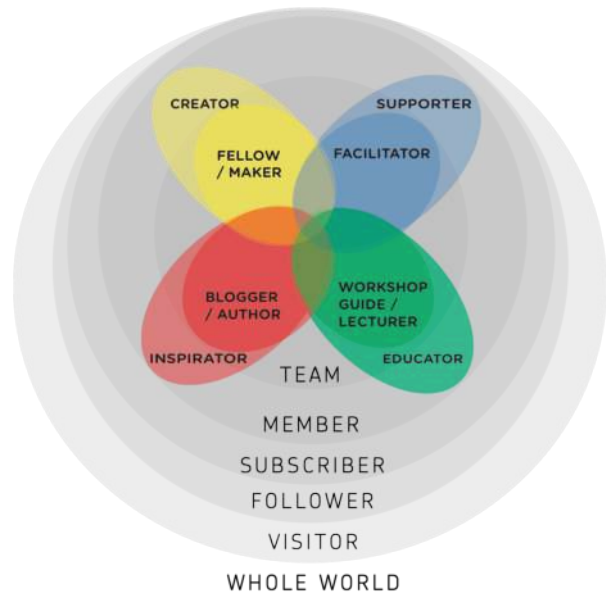 CREATOR
SUPPORTER
FELLOW
/ MAKER
FACILITATOR
BLOGGER
/ AUTHOR
WORKSHOP
GUIDE /
LECTURER
INSPIRATOR
EDUCATOR
TEAM
MEMBER
SUBSCRIBER
FOLLOWER
VISITOR
WHOLE WORLD